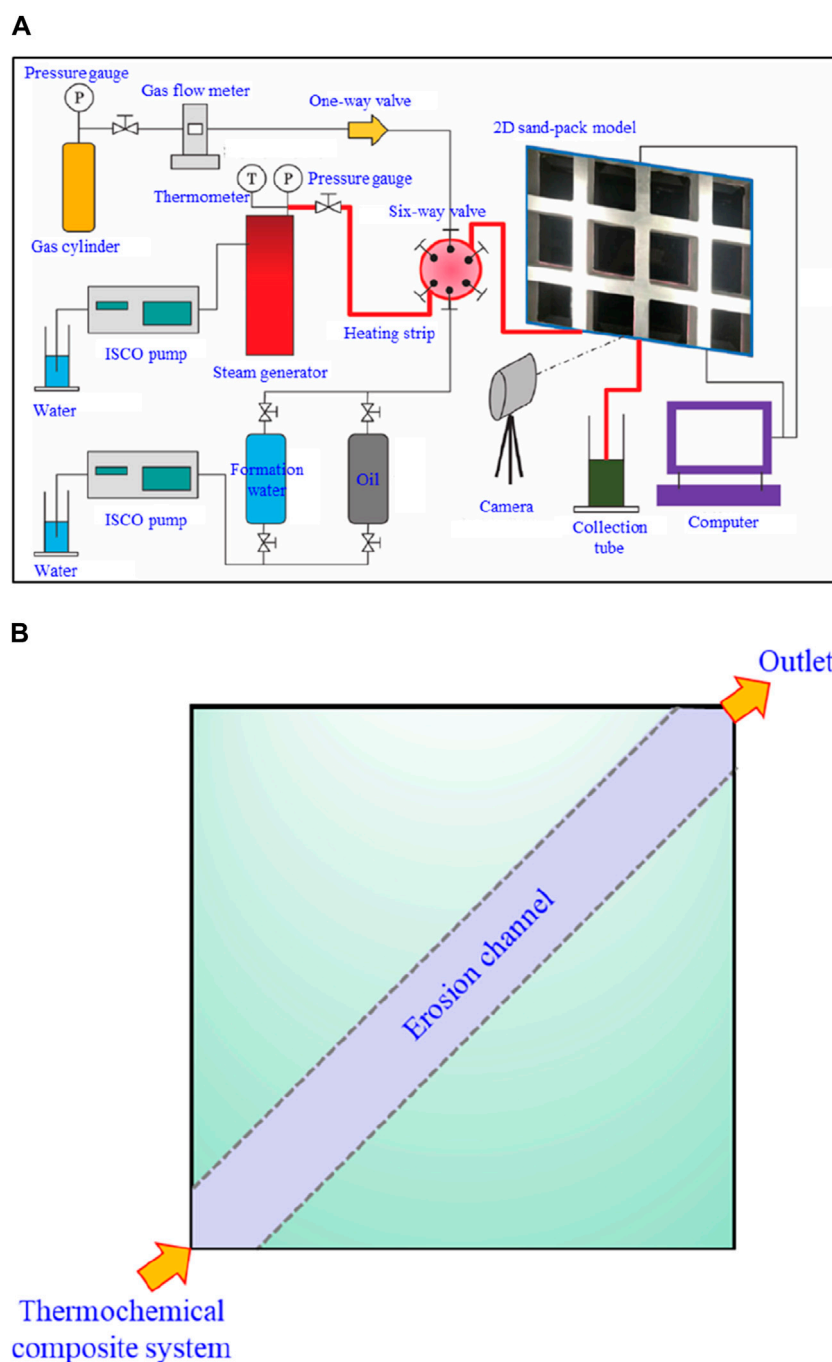 A
Pressure gauge
Gas flow meter
One-way valve
2D sand-pack model
P
T
P
Thermometer
Pressure gauge
Six-way valve
Gas cylinder
ISCO pump
Heating strip
Steam generator
Water
Formation
water
Oil
ISCO pump
Camera
Collection
tube
Computer
Water
B
Outlet
Erosion channel
Thermochemical
composite system